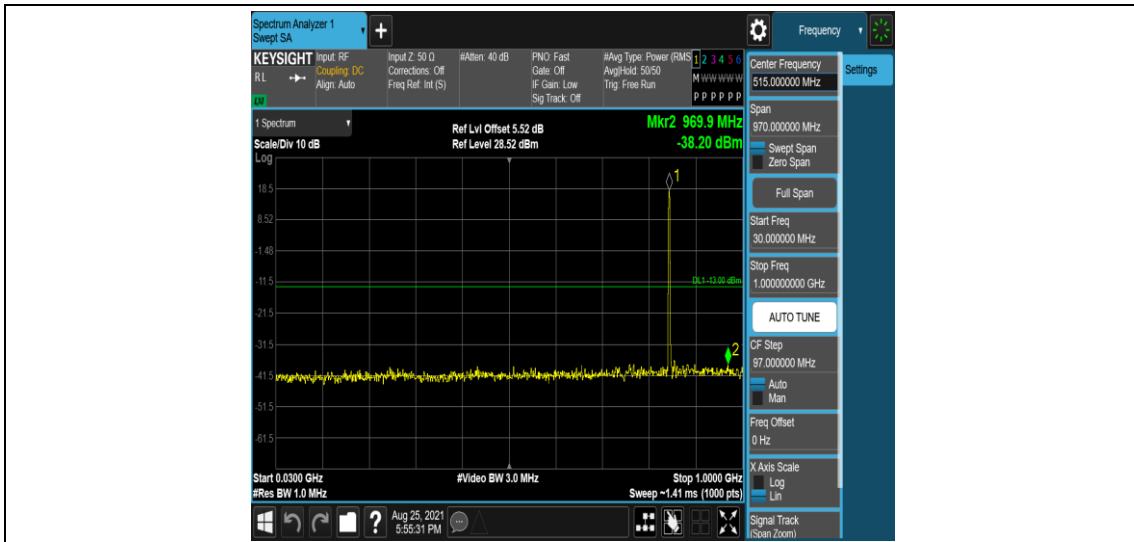 Spectrum Analyzer 1
Swept SA
+
Frequency
KEYSIGHT
RL
LXI
Input: RF
Coupling: DC
Align: Auto
Input Z: 50 Ω
Corrections: Off
Freq Ref: Int (S)
#Atten: 40 dB
PNO: Fast
Gate: Off
IF Gain: Low
Sig Track: Off
#Avg Type: Power (RMS
Avg|Hold: 50/50
Trig: Free Run
1 2 3 4 5 6
M W W W W W
P P P P P P
1 Spectrum
Scale/Div 10 dB
Ref Lvl Offset 5.52 dB
Ref Level 28.52 dBm
Mkr2 969.9 MHz
-38.20 dBm
Log
1
18.5
8.52
-1.48
-11.5
DL1 -13.00 dBm
-21.5
-31.5
2
-41.5
-51.5
-61.5
Start 0.0300 GHz
#Res BW 1.0 MHz
#Video BW 3.0 MHz
Stop 1.0000 GHz
Sweep ~1.41 ms (1000 pts)
?
Aug 25, 2021
5:55:31 PM
Center Frequency
515.000000 MHz
Settings
Span
970.000000 MHz
Swept Span
Zero Span
Full Span
Start Freq
30.000000 MHz
Stop Freq
1.000000000 GHz
AUTO TUNE
CF Step
97.000000 MHz
Auto
Man
Freq Offset
0 Hz
X Axis Scale
Log
Lin
Signal Track
(Span Zoom)